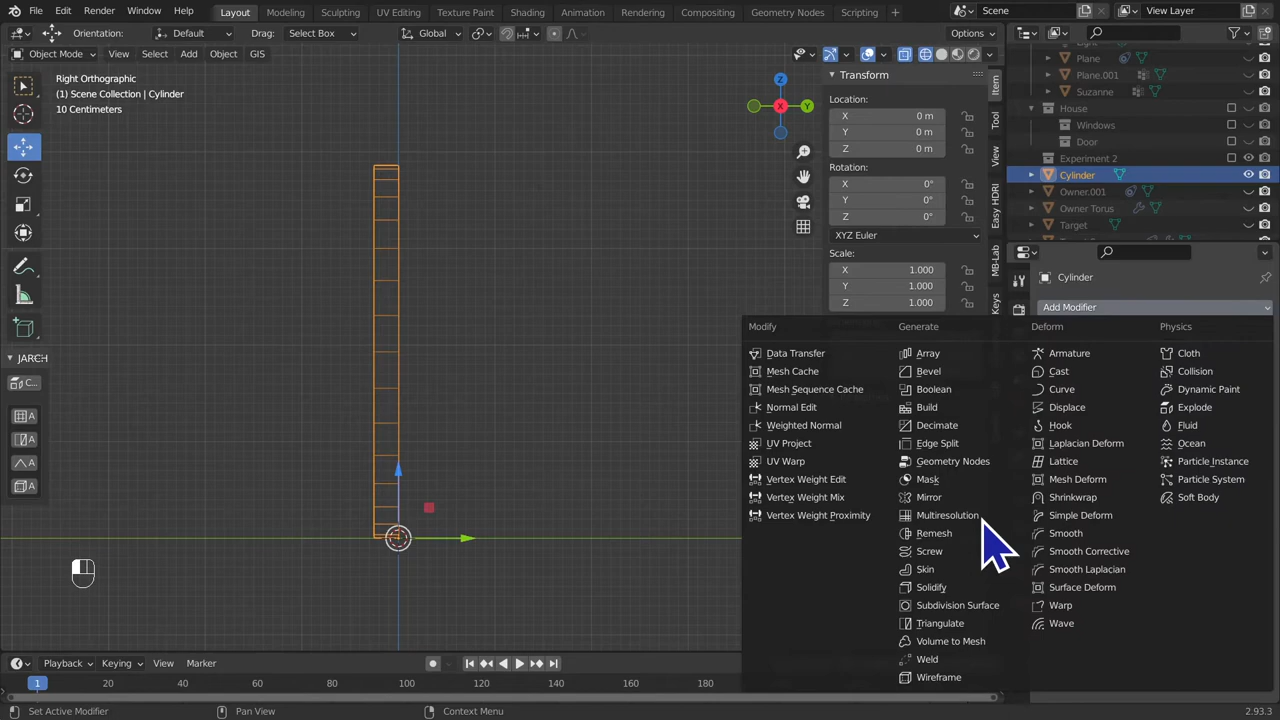 File Edit Render Window Help Layout Modeling Sculpting UV Editing Texture Paint Shading Animation Rendering Compositing Geometry Nodes Scripting + Scene View Layer
Orientation: Default Drag: Select Box Global Options
Object Mode View Select Add Object GIS
Right Orthographic
(1) Scene Collection | Cylinder
10 Centimeters
Z
X
Y
Transform
Location:
X 0 m
Y 0 m
Z 0 m
Rotation:
X 0°
Y 0°
Z 0°
XYZ Euler
Scale:
X 1.000
Y 1.000
Z 1.000
Item
Tool
View
Easy HDRI
MB-Lab
Keys
Plane
Plane.001
Suzanne
House
Windows
Door
Experiment 2
Cylinder
Owner.001
Owner Torus
Target
Cylinder
Add Modifier
JARCH
C...
A
A
A
A
Modify
Data Transfer
Mesh Cache
Mesh Sequence Cache
Normal Edit
Weighted Normal
UV Project
UV Warp
Vertex Weight Edit
Vertex Weight Mix
Vertex Weight Proximity
Generate
Array
Bevel
Boolean
Build
Decimate
Edge Split
Geometry Nodes
Mask
Mirror
Multiresolution
Remesh
Screw
Skin
Solidify
Subdivision Surface
Triangulate
Volume to Mesh
Weld
Wireframe
Deform
Armature
Cast
Curve
Displace
Hook
Laplacian Deform
Lattice
Mesh Deform
Shrinkwrap
Simple Deform
Smooth
Smooth Corrective
Smooth Laplacian
Surface Deform
Warp
Wave
Physics
Cloth
Collision
Dynamic Paint
Explode
Fluid
Ocean
Particle Instance
Particle System
Soft Body
Playback Keying View Marker
1 20 40 60 80 100 120 140 160 180
Set Active Modifier Pan View Context Menu 2.93.3